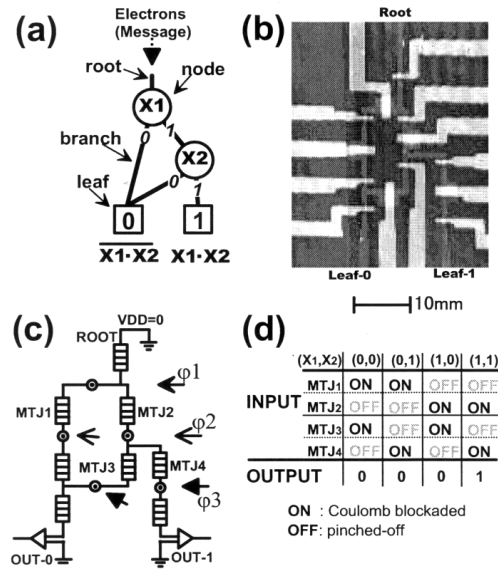 (a)
Electrons
(Message)
root
node
X1
0
1
branch
X2
0
1
leaf
0
1
X1·X2
X1·X2
(b)
Root
Leaf-0
Leaf-1
10mm
(c)
VDD=0
ROOT
φ1
MTJ1
MTJ2
φ2
MTJ3
MTJ4
φ3
OUT-0
OUT-1
(d)
(X1,X2) (0,0) (0,1) (1,0) (1,1)
INPUT
MTJ1 ON ON OFF OFF
MTJ2 OFF OFF ON ON
MTJ3 ON OFF ON OFF
MTJ4 OFF ON OFF ON
OUTPUT 0 0 0 1
ON : Coulomb blockaded
OFF: pinched-off